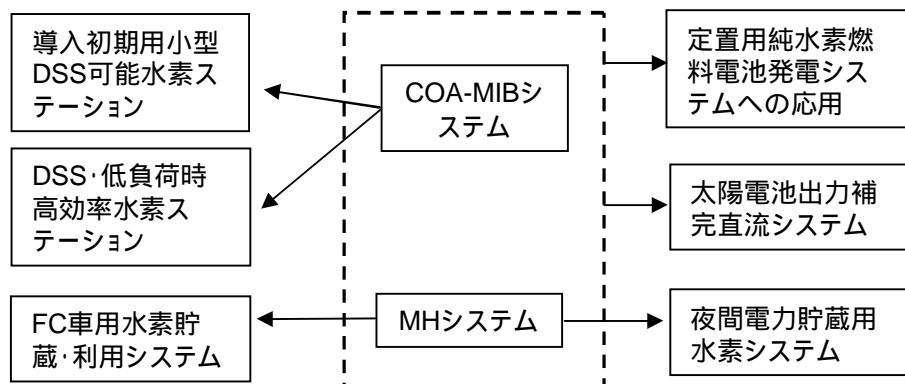 導入初期用小型
DSS可能水素ス
テーション
DSS･低負荷時
高効率水素ス
テーション
FC車用水素貯
蔵･利用システム
COA-MIBシ
ステム
MHシステム
定置用純水素燃
料電池発電シス
テムへの応用
太陽電池出力補
完直流システム
夜間電力貯蔵用
水素システム